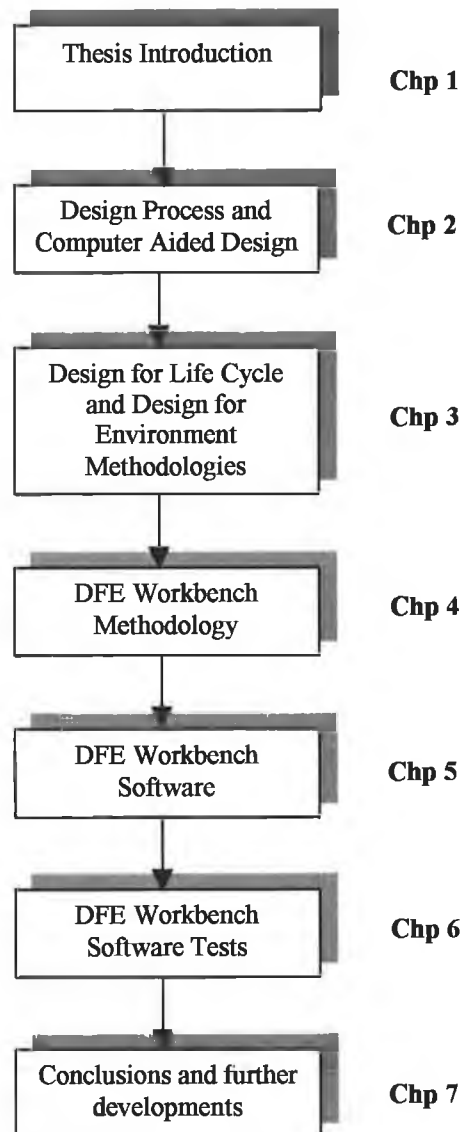 Thesis Introduction
Chp 1
Design Process and
Computer Aided Design
Chp 2
Design for Life Cycle
and Design for
Environment
Methodologies
Chp 3
DFE Workbench
Methodology
Chp 4
DFE Workbench
Software
Chp 5
DFE Workbench
Software Tests
Chp 6
Conclusions and further
developments
Chp 7